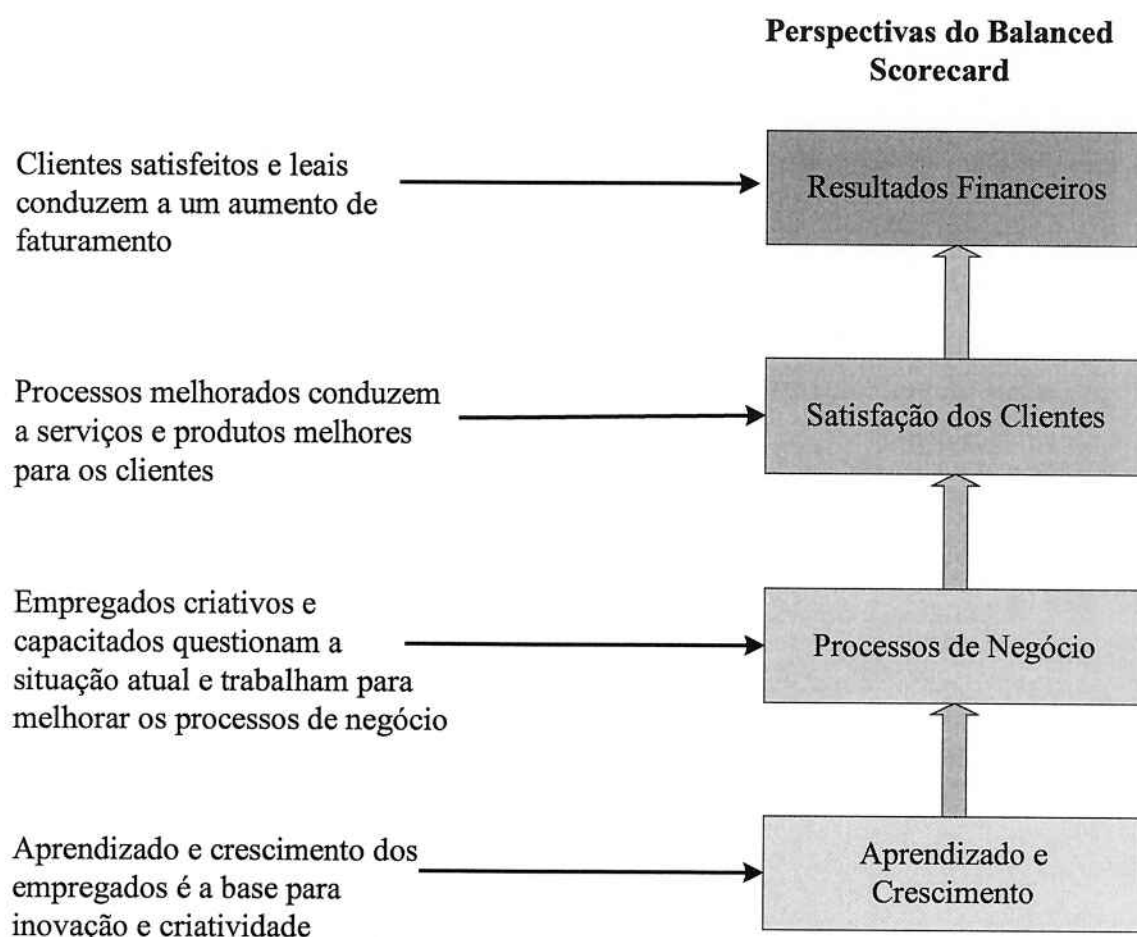 Perspectivas do Balanced
Scorecard
Clientes satisfeitos e leais
conduzem a um aumento de
faturamento
Resultados Financeiros
Processos melhorados conduzem
a serviços e produtos melhores
para os clientes
Satisfação dos Clientes
Empregados criativos e
capacitados questionam a
situação atual e trabalham para
melhorar os processos de negócio
Processos de Negócio
Aprendizado e crescimento dos
empregados é a base para
inovação e criatividade
Aprendizado e
Crescimento